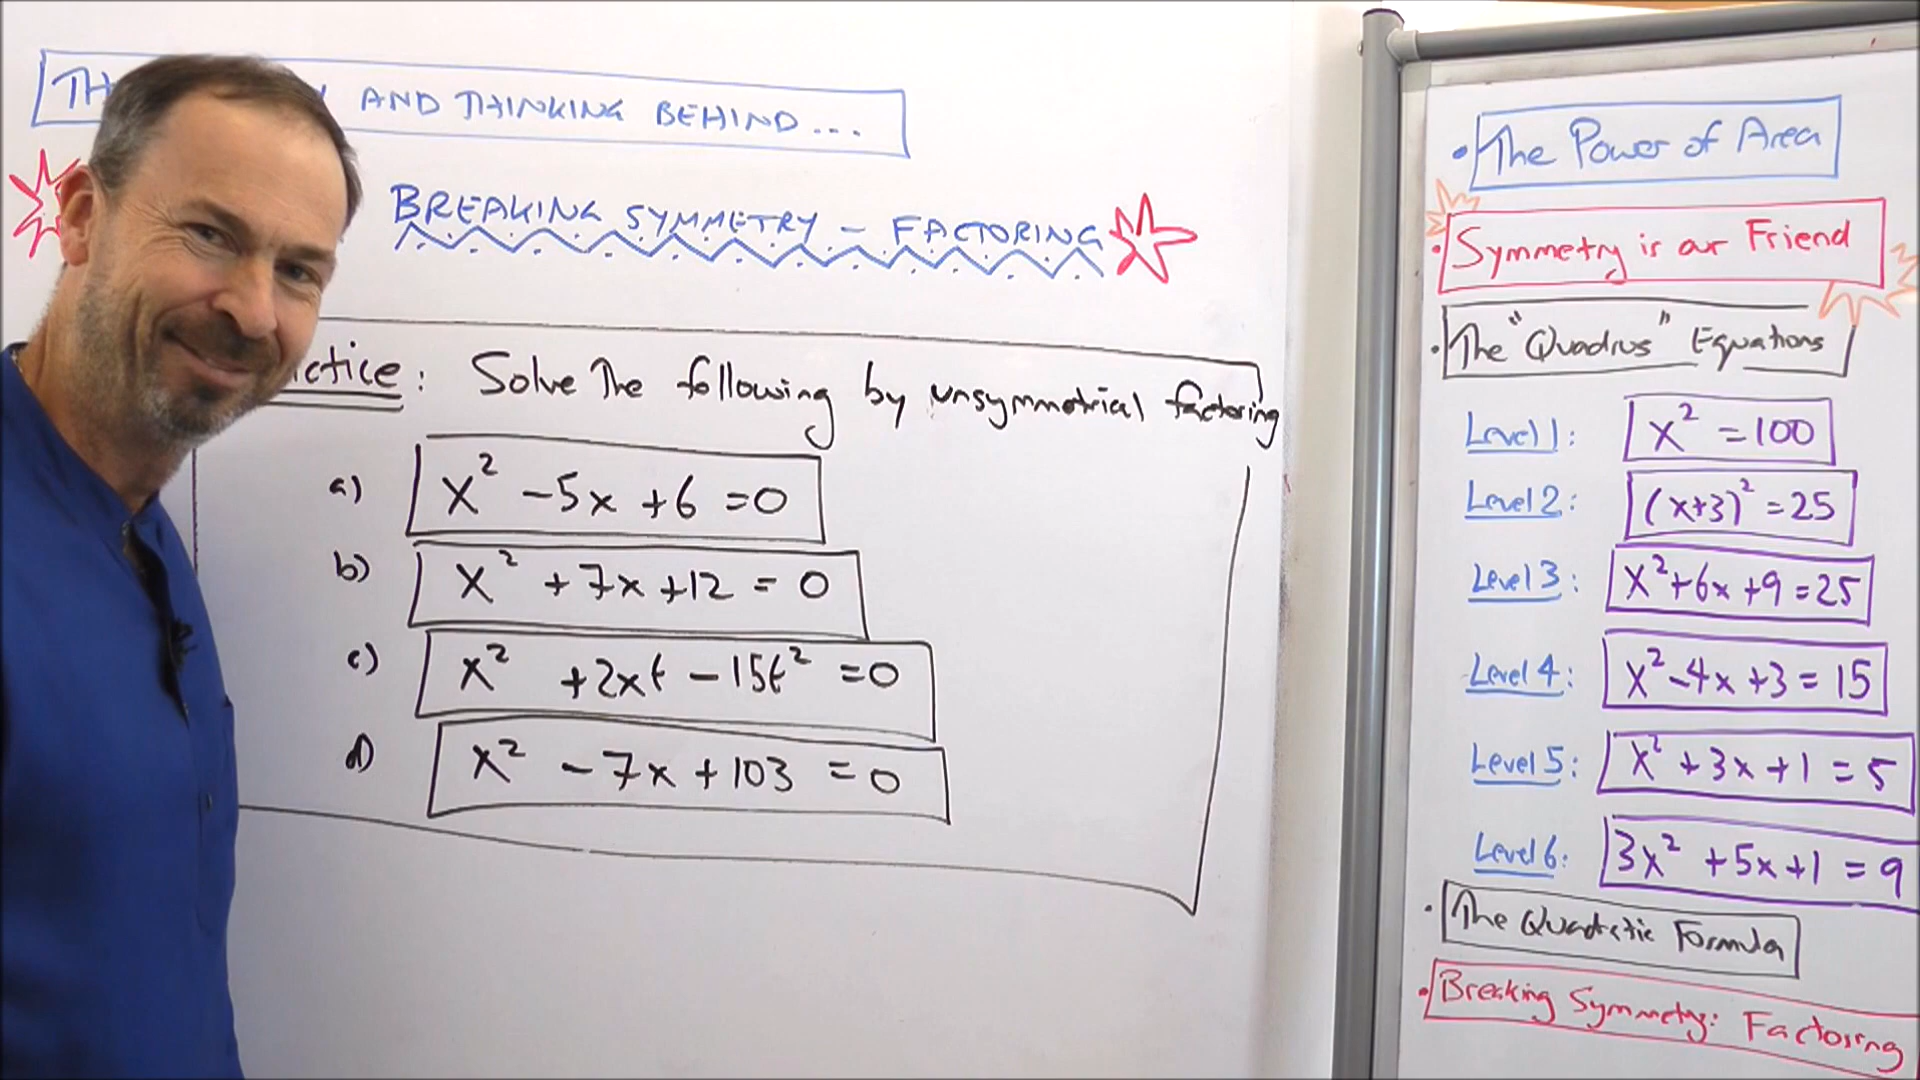 AND THINKING BEHIND...
BREAKING SYMMETRY - FACTORING
ctice: Solve The following by unsymmetrical factoring
a) x² -5x +6 =0
b) x² +7x +12 = 0
c) x² +2xt -15t² =0
d) x² -7x +103 =0
• The Power of Area
• Symmetry is our Friend
• The "Quadrus" Equations
Level 1: x² =100
Level 2: (x+3)² =25
Level 3: x²+6x+9=25
Level 4: x²-4x+3=15
Level 5: x²+3x+1=5
Level 6: 3x²+5x+1=9
• The Quadratic Formula
• Breaking Symmetry: Factoring